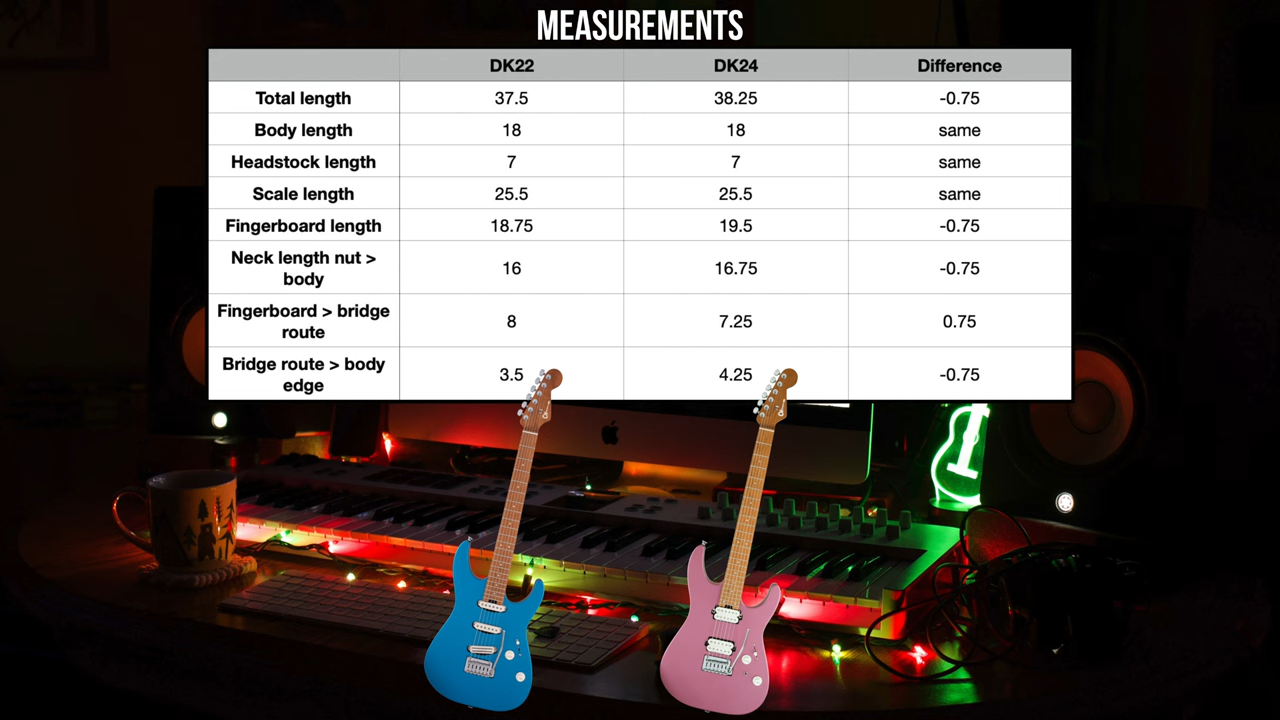 MEASUREMENTS
DK22 DK24 Difference
Total length 37.5 38.25 -0.75
Body length 18 18 same
Headstock length 7 7 same
Scale length 25.5 25.5 same
Fingerboard length 18.75 19.5 -0.75
Neck length nut >
body 16 16.75 -0.75
Fingerboard > bridge
route 8 7.25 0.75
Bridge route > body
edge 3.5 4.25 -0.75